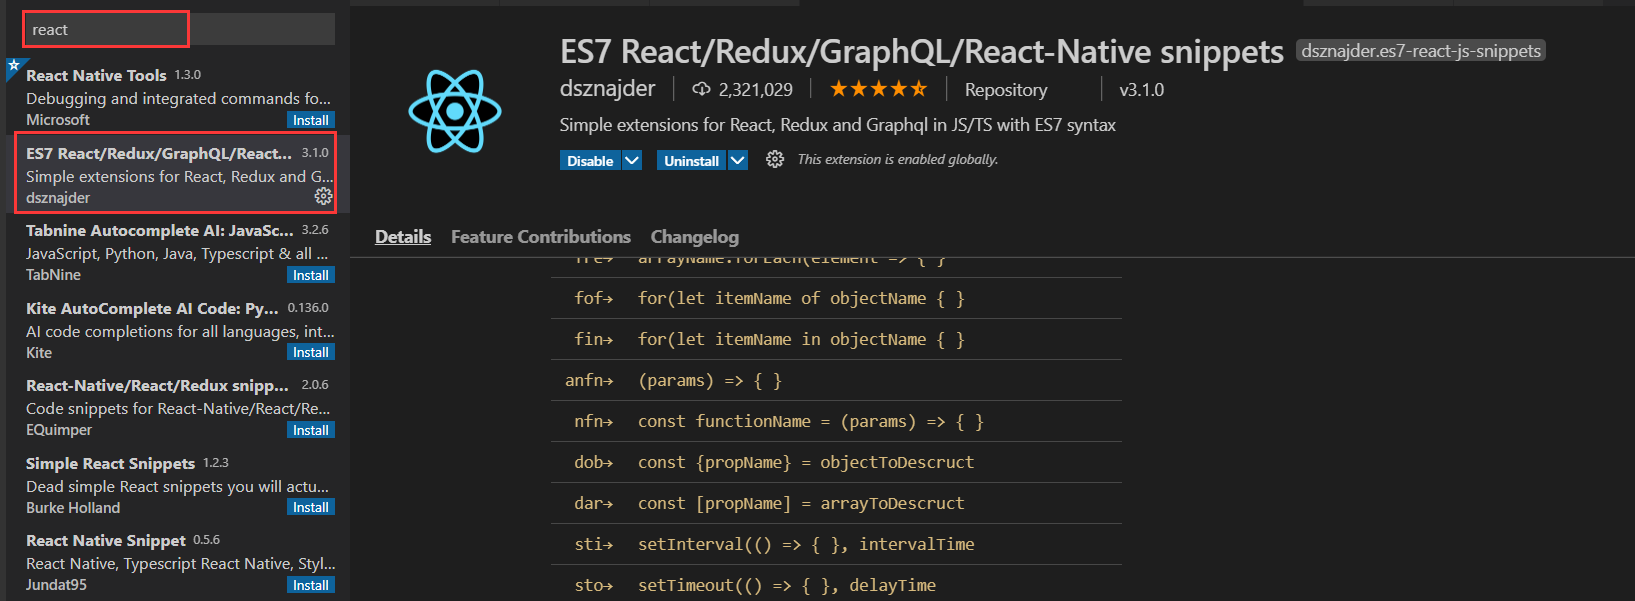 react
React Native Tools 1.3.0
Debugging and integrated commands fo...
Microsoft Install
ES7 React/Redux/GraphQL/React... 3.1.0
Simple extensions for React, Redux and G...
dsznajder
Tabnine Autocomplete AI: JavaSc... 3.2.6
JavaScript, Python, Java, Typescript & all ...
TabNine Install
Kite AutoComplete AI Code: Py... 0.136.0
AI code completions for all languages, int...
Kite Install
React-Native/React/Redux snipp... 2.0.6
Code snippets for React-Native/React/Re...
EQuimper Install
Simple React Snippets 1.2.3
Dead simple React snippets you will actu...
Burke Holland Install
React Native Snippet 0.5.6
React Native, Typescript React Native, Styl...
Jundat95 Install
ES7 React/Redux/GraphQL/React-Native snippets dsznajder.es7-react-js-snippets
dsznajder 2,321,029 Repository v3.1.0
Simple extensions for React, Redux and Graphql in JS/TS with ES7 syntax
Disable Uninstall This extension is enabled globally.
Details Feature Contributions Changelog
fre→ arrayName.forEach(element => { }
fof→ for(let itemName of objectName { }
fin→ for(let itemName in objectName { }
anfn→ (params) => { }
nfn→ const functionName = (params) => { }
dob→ const {propName} = objectToDescruct
dar→ const [propName] = arrayToDescruct
sti→ setInterval(() => { }, intervalTime
sto→ setTimeout(() => { }, delayTime